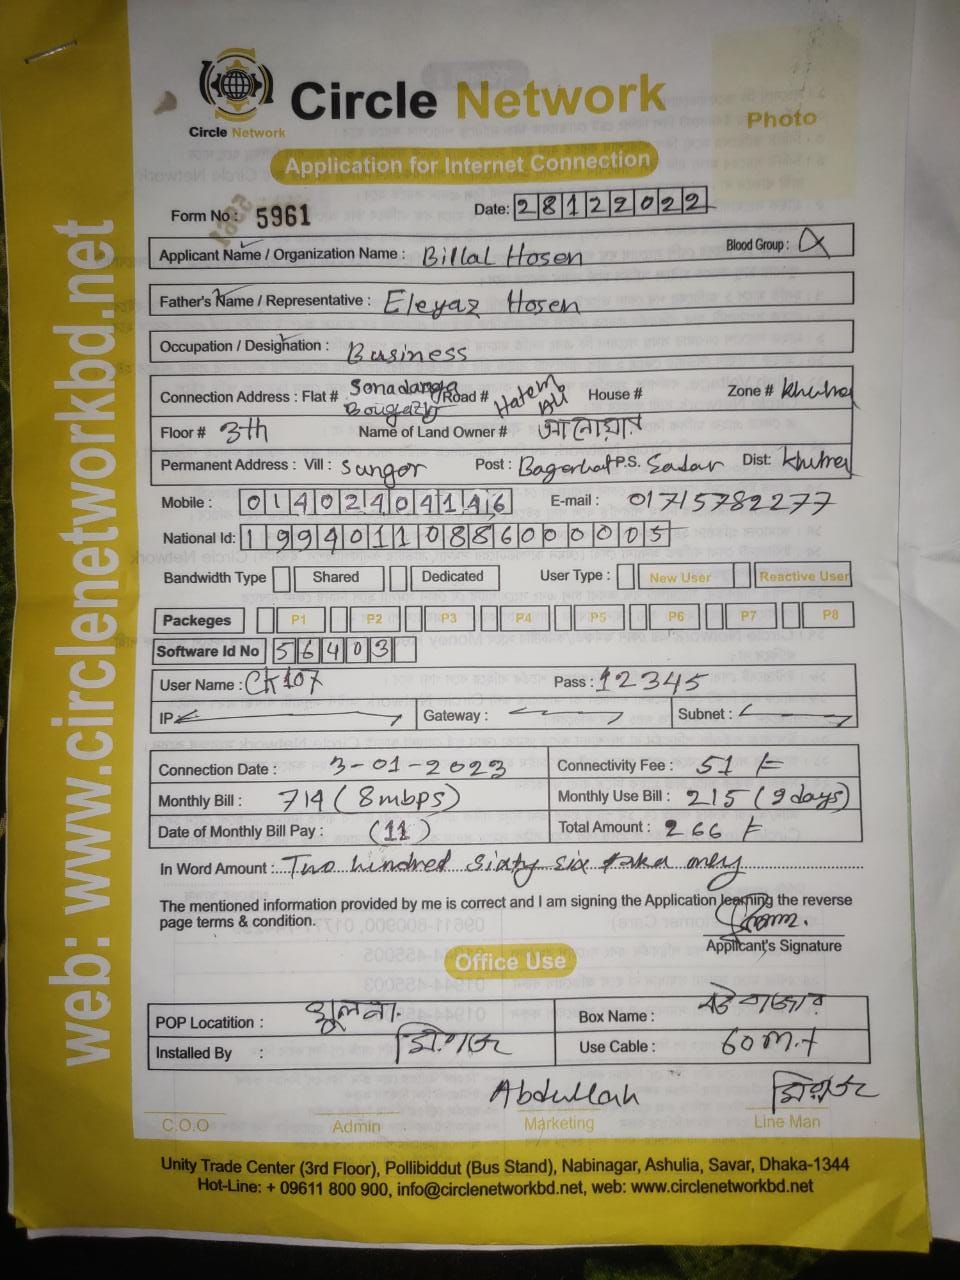 web: www.circlenetworkbd.net
Circle Network
Circle Network
Photo
Application for Internet Connection
Form No : 5961
Date: 28122022
Applicant Name / Organization Name : Billal Hosen Blood Group :
Father's Name / Representative : Eleyaz Hosen
Occupation / Designation : Business
Connection Address : Flat # Sonadanga Road # Hatem Ali House # Zone # Khulna
Floor # 3th Name of Land Owner # আনোয়ার
Permanent Address : Vill : Post : Bagerhat P.S. Sadar Dist: Khulna
Mobile : 01402404146 E-mail : 01715782277
National Id: 19940110886000005
Bandwidth Type Shared Dedicated User Type : New User Reactive User
Packeges P1 P2 P3 P4 P5 P6 P7 P8
Software Id No 56403
User Name : CK107 Pass : 12345
IP Gateway : Subnet :
Connection Date : 3-01-2023 Connectivity Fee : 51 /=
Monthly Bill : 714 (8mbps) Monthly Use Bill : 215 (9 days)
Date of Monthly Bill Pay : (11) Total Amount : 266 /=
In Word Amount : Two hindred sixty six taka only
The mentioned information provided by me is correct and I am signing the Application learning the reverse
page terms & condition.
Applicant's Signature
Office Use
POP Locatition : খুলনা Box Name :
Installed By : Use Cable : 60 m.t
Abdullah
C.O.O Admin Marketing Line Man
Unity Trade Center (3rd Floor), Pollibiddut (Bus Stand), Nabinagar, Ashulia, Savar, Dhaka-1344
Hot-Line: + 09611 800 900, info@circlenetworkbd.net, web: www.circlenetworkbd.net